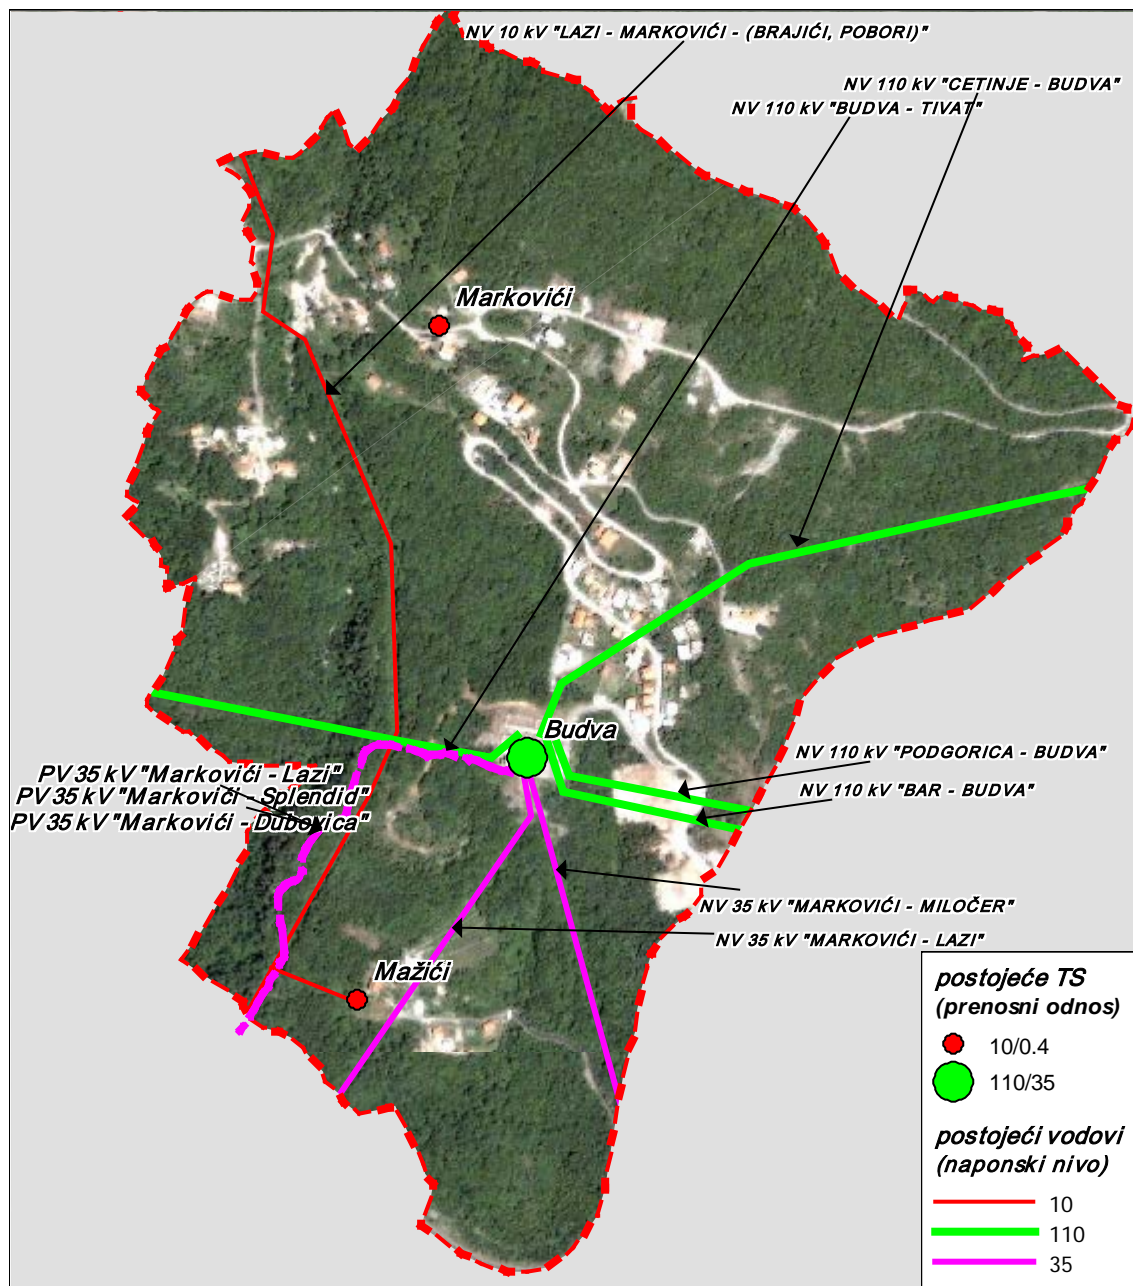 NV 10 kV "LAZI - MARKOVIĆI - (BRAJIĆI, POBORI)"
NV 110 kV "CETINJE - BUDVA"
NV 110 kV "BUDVA - TIVAT"
Markovići
Budva
NV 110 kV "PODGORICA - BUDVA"
PV 35 kV "Markovići - Lazi"
NV 110 kV "BAR - BUDVA"
PV 35 kV "Markovići - Splendid"
PV 35 kV "Markovići - Dubovica"
NV 35 kV "MARKOVIĆI - MILOČER"
NV 35 kV "MARKOVIĆI - LAZI"
Mažići
postojeće TS
(prenosni odnos)
10/0.4
110/35
postojeći vodovi
(naponski nivo)
10
110
35